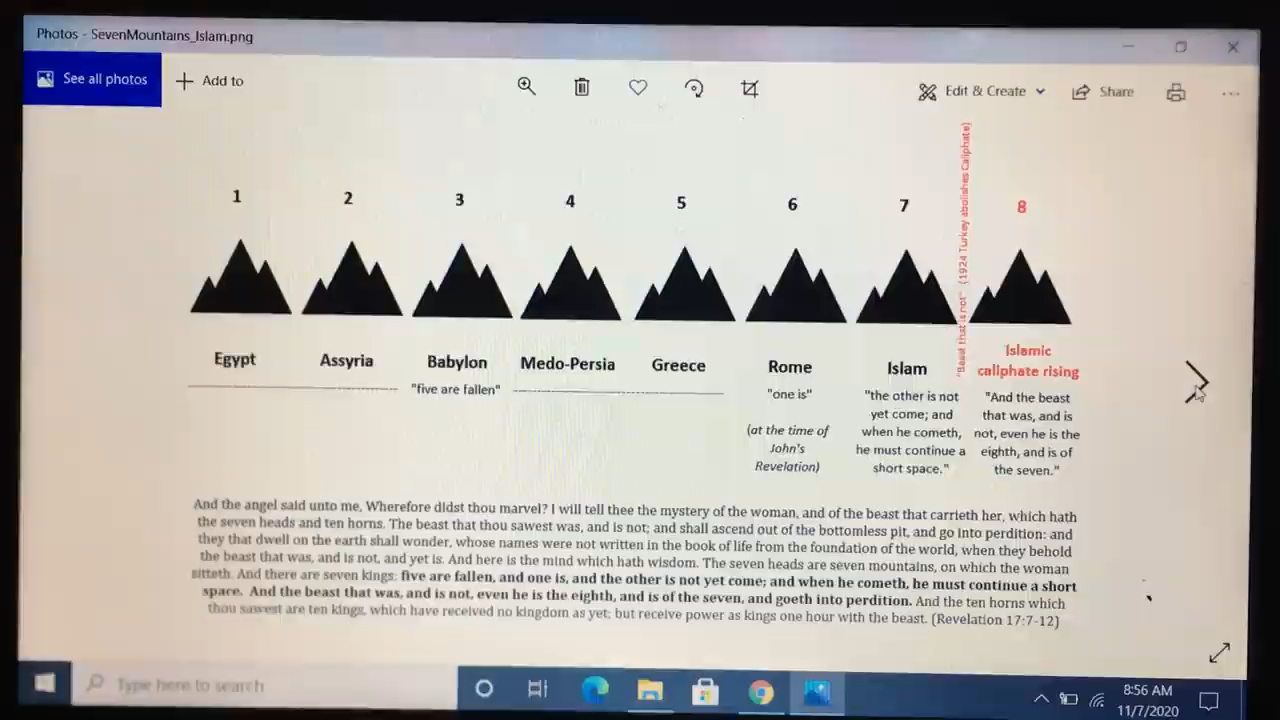 Photos - SevenMountains_Islam.png
See all photos
Add to
Edit & Create
Share
1 2 3 4 5 6 7 8
"Beast that is not" (1924 Turkey abolishes Caliphate)
Egypt
Assyria
Babylon
"five are fallen"
Medo-Persia
Greece
Rome
"one is"
(at the time of
John's
Revelation)
Islam
"the other is not
yet come; and
when he cometh,
he must continue a
short space."
Islamic
caliphate rising
"And the beast
that was, and is
not, even he is the
eighth, and is of
the seven."
And the angel said unto me, Wherefore didst thou marvel? I will tell thee the mystery of the woman, and of the beast that carrieth her, which hath
the seven heads and ten horns. The beast that thou sawest was, and is not; and shall ascend out of the bottomless pit, and go into perdition: and
they that dwell on the earth shall wonder, whose names were not written in the book of life from the foundation of the world, when they behold
the beast that was, and is not, and yet is. And here is the mind which hath wisdom. The seven heads are seven mountains, on which the woman
sitteth. And there are seven kings: five are fallen, and one is, and the other is not yet come; and when he cometh, he must continue a short
space. And the beast that was, and is not, even he is the eighth, and is of the seven, and goeth into perdition. And the ten horns which
thou sawest are ten kings, which have received no kingdom as yet; but receive power as kings one hour with the beast. (Revelation 17:7-12)
Type here to search
8:56 AM
11/7/2020